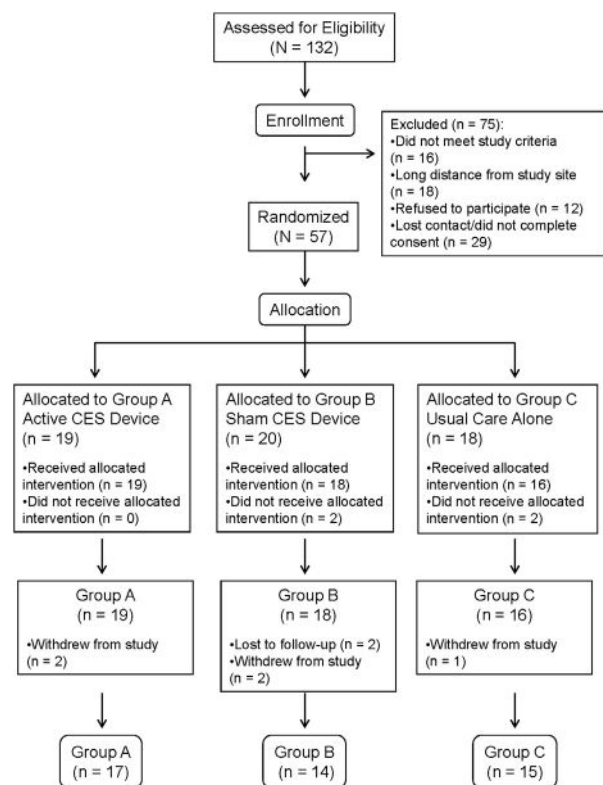 Assessed for Eligibility
(N = 132)
Enrollment
Excluded (n = 75):
•Did not meet study criteria
(n = 16)
•Long distance from study site
(n = 18)
•Refused to participate (n = 12)
•Lost contact/did not complete
consent (n = 29)
Randomized
(N = 57)
Allocation
Allocated to Group A
Active CES Device
(n = 19)
•Received allocated
intervention (n = 19)
•Did not receive allocated
intervention (n = 0)
Allocated to Group B
Sham CES Device
(n = 20)
•Received allocated
intervention (n = 18)
•Did not receive allocated
intervention (n = 2)
Allocated to Group C
Usual Care Alone
(n = 18)
•Received allocated
intervention (n = 16)
•Did not receive allocated
intervention (n = 2)
Group A
(n = 19)
•Withdrew from study
(n = 2)
Group B
(n = 18)
•Lost to follow-up (n = 2)
•Withdrew from study
(n = 2)
Group C
(n = 16)
•Withdrew from study
(n = 1)
Group A
(n = 17)
Group B
(n = 14)
Group C
(n = 15)